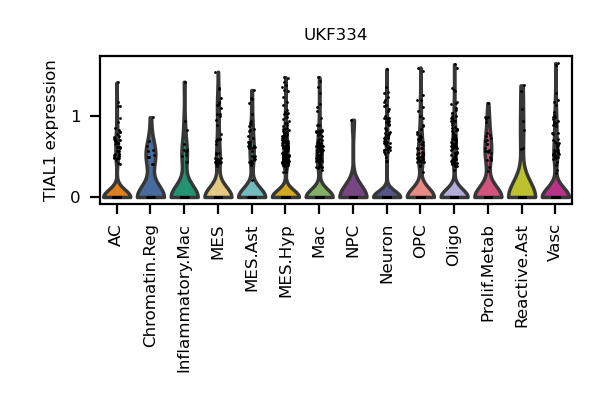 UKF334
TIAL1 expression
1
0
AC
Chromatin.Reg
Inflammatory.Mac
MES
MES.Ast
MES.Hyp
Mac
NPC
Neuron
OPC
Oligo
Prolif.Metab
Reactive.Ast
Vasc